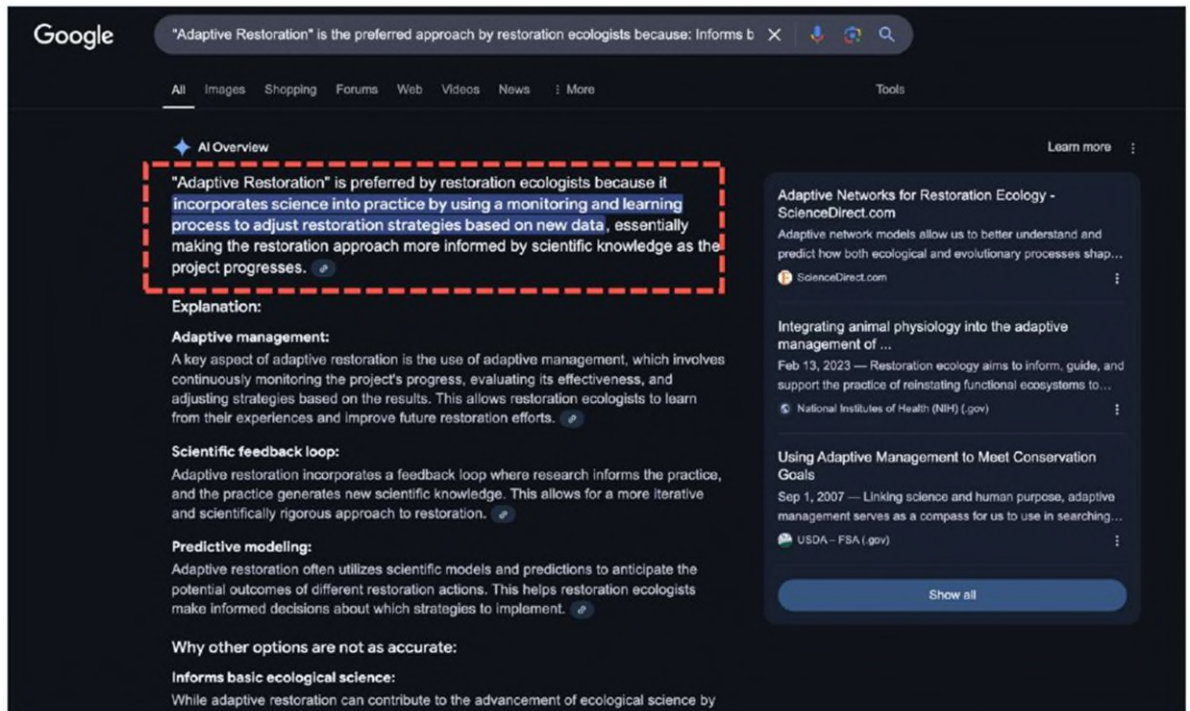 Google
"Adaptive Restoration" is the preferred approach by restoration ecologists because: Informs b
All Images Shopping Forums Web Videos News More Tools
AI Overview
Learn more
"Adaptive Restoration" is preferred by restoration ecologists because it
incorporates science into practice by using a monitoring and learning
process to adjust restoration strategies based on new data, essentially
making the restoration approach more informed by scientific knowledge as the
project progresses.
Explanation:
Adaptive management:
A key aspect of adaptive restoration is the use of adaptive management, which involves
continuously monitoring the project's progress, evaluating its effectiveness, and
adjusting strategies based on the results. This allows restoration ecologists to learn
from their experiences and improve future restoration efforts.
Scientific feedback loop:
Adaptive restoration incorporates a feedback loop where research informs the practice,
and the practice generates new scientific knowledge. This allows for a more iterative
and scientifically rigorous approach to restoration.
Predictive modeling:
Adaptive restoration often utilizes scientific models and predictions to anticipate the
potential outcomes of different restoration actions. This helps restoration ecologists
make informed decisions about which strategies to implement.
Why other options are not as accurate:
Informs basic ecological science:
While adaptive restoration can contribute to the advancement of ecological science by
Adaptive Networks for Restoration Ecology -
ScienceDirect.com
Adaptive network models allow us to better understand and
predict how both ecological and evolutionary processes shap...
ScienceDirect.com
Integrating animal physiology into the adaptive
management of ...
Feb 13, 2023 — Restoration ecology aims to inform, guide, and
support the practice of reinstating functional ecosystems to...
National Institutes of Health (NIH) (.gov)
Using Adaptive Management to Meet Conservation
Goals
Sep 1, 2007 — Linking science and human purpose, adaptive
management serves as a compass for us to use in searching...
USDA – FSA (.gov)
Show all